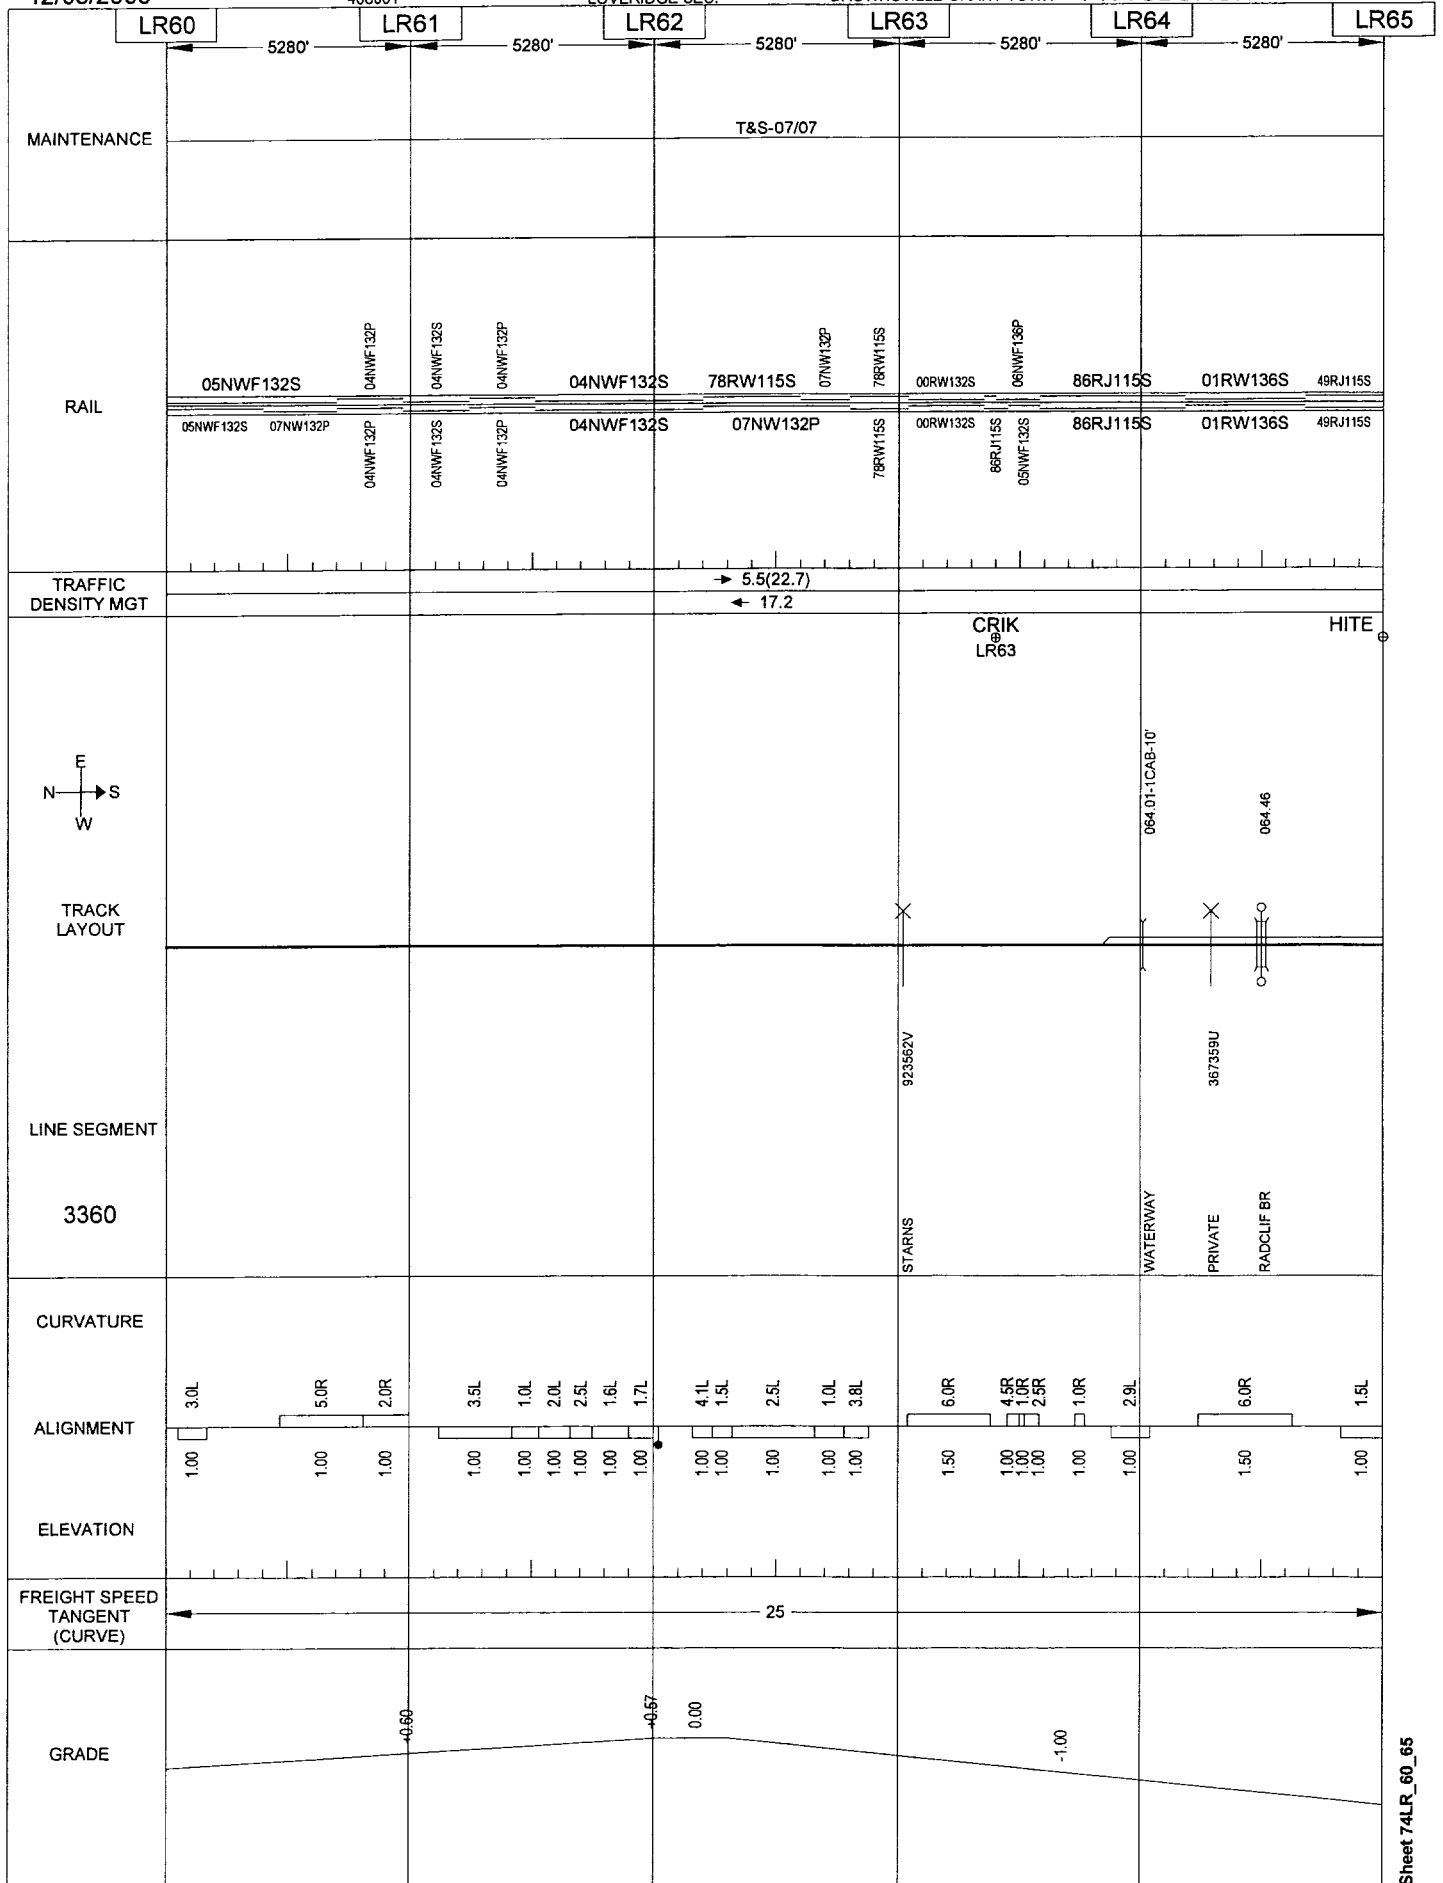 LR60 LR61 LR62 LR63 LR64 LR65
5280' 5280' 5280' 5280' 5280'
MAINTENANCE
T&S-07/07
RAIL
04NWF132P 04NWF132S 04NWF132P 07NW132P 78RW115S 06NWF136P
05NWF132S 04NWF132S 78RW115S 00RW132S 86RJ115S 01RW136S 49RJ115S
05NWF132S 07NW132P 04NWF132S 07NW132P 00RW132S 86RJ115S 01RW136S 49RJ115S
04NWF132P 04NWF132S 04NWF132P 78RW115S 86RJ115S 05NWF132S
TRAFFIC
DENSITY MGT
→ 5.5(22.7)
← 17.2
CRIK
LR63
HITE
E
N S
W
064.01-1CAB-10'
064.46
TRACK
LAYOUT
923562V
367359U
LINE SEGMENT
3360
STARNS
WATERWAY
PRIVATE
RADCLIF BR
CURVATURE
3.0L 5.0R 2.0R 3.5L 1.0L 2.0L 2.5L 1.6L 1.7L 4.1L 1.5L 2.5L 1.0L 3.8L 6.0R 4.5R 1.0R 2.5R 1.0R 2.9L 6.0R 1.5L
ALIGNMENT
1.00 1.00 1.00 1.00 1.00 1.00 1.00 1.00 1.00 1.00 1.00 1.00 1.00 1.00 1.50 1.00 1.00 1.00 1.00 1.00 1.50 1.00
ELEVATION
FREIGHT SPEED
TANGENT
(CURVE)
25
GRADE
+0.60
+0.57
0.00
-1.00
Sheet 74LR_60_65